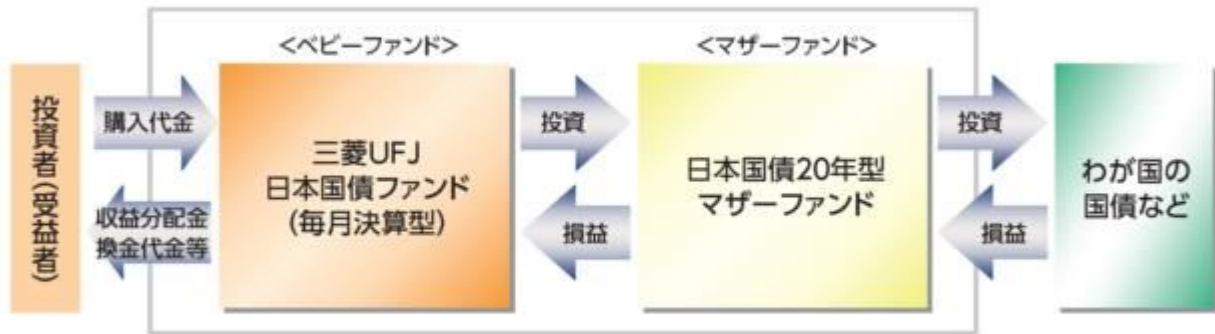 <ベビーファンド>
<マザーファンド>
投資者(受益者)
購入代金
収益分配金
換金代金等
三菱UFJ
日本国債ファンド
(毎月決算型)
投資
損益
日本国債20年型
マザーファンド
投資
損益
わが国の
国債など